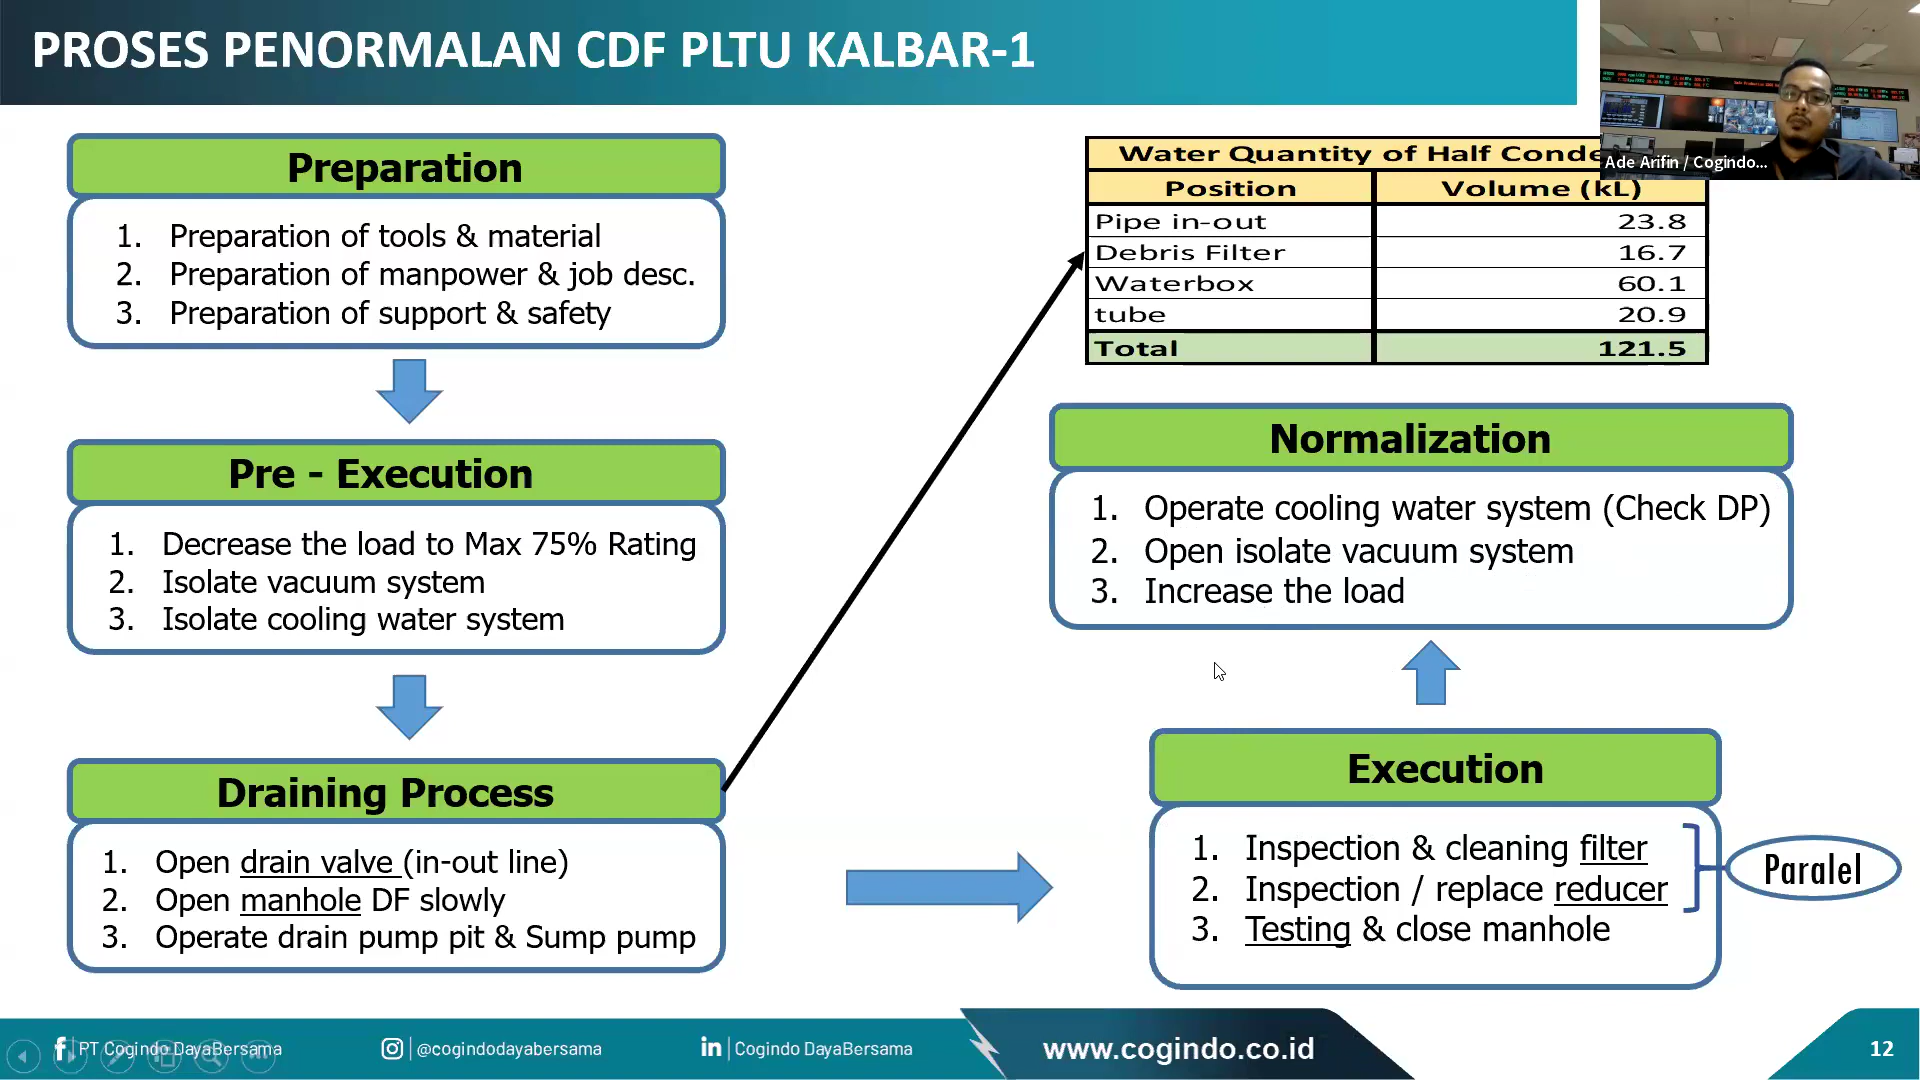 PROSES PENORMALAN CDF PLTU KALBAR-1
Ade Arifin / Cogindo...
Preparation
1. Preparation of tools & material
2. Preparation of manpower & job desc.
3. Preparation of support & safety
Pre - Execution
1. Decrease the load to Max 75% Rating
2. Isolate vacuum system
3. Isolate cooling water system
Draining Process
1. Open drain valve (in-out line)
2. Open manhole DF slowly
3. Operate drain pump pit & Sump pump
Water Quantity of Half
Position Volume (kL)
Pipe in-out 23.8
Debris Filter 16.7
Waterbox 60.1
tube 20.9
Total 121.5
Normalization
1. Operate cooling water system (Check DP)
2. Open isolate vacuum system
3. Increase the load
Execution
1. Inspection & cleaning filter
2. Inspection / replace reducer
3. Testing & close manhole
Paralel
PT Cogindo DayaBersama
@cogindodayabersama
Cogindo DayaBersama
www.cogindo.co.id
12